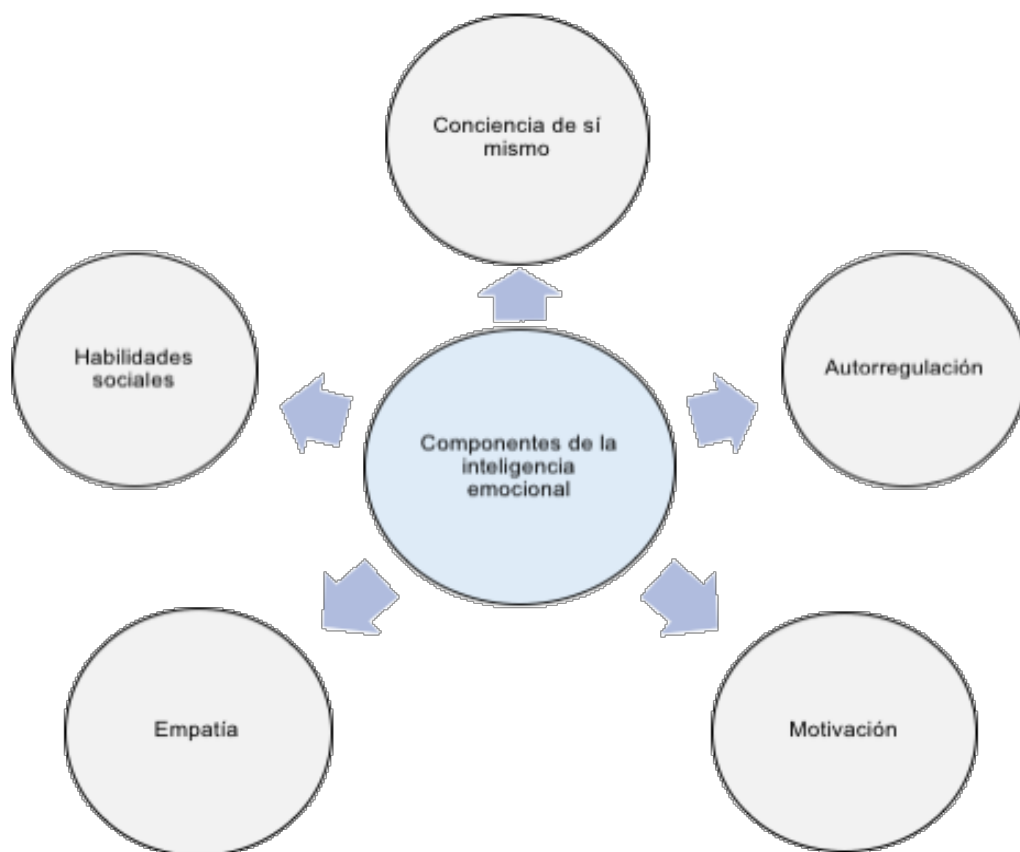 Conciencia de sí
mismo
Habilidades
sociales
Autorregulación
Componentes de la
inteligencia
emocional
Empatía
Motivación